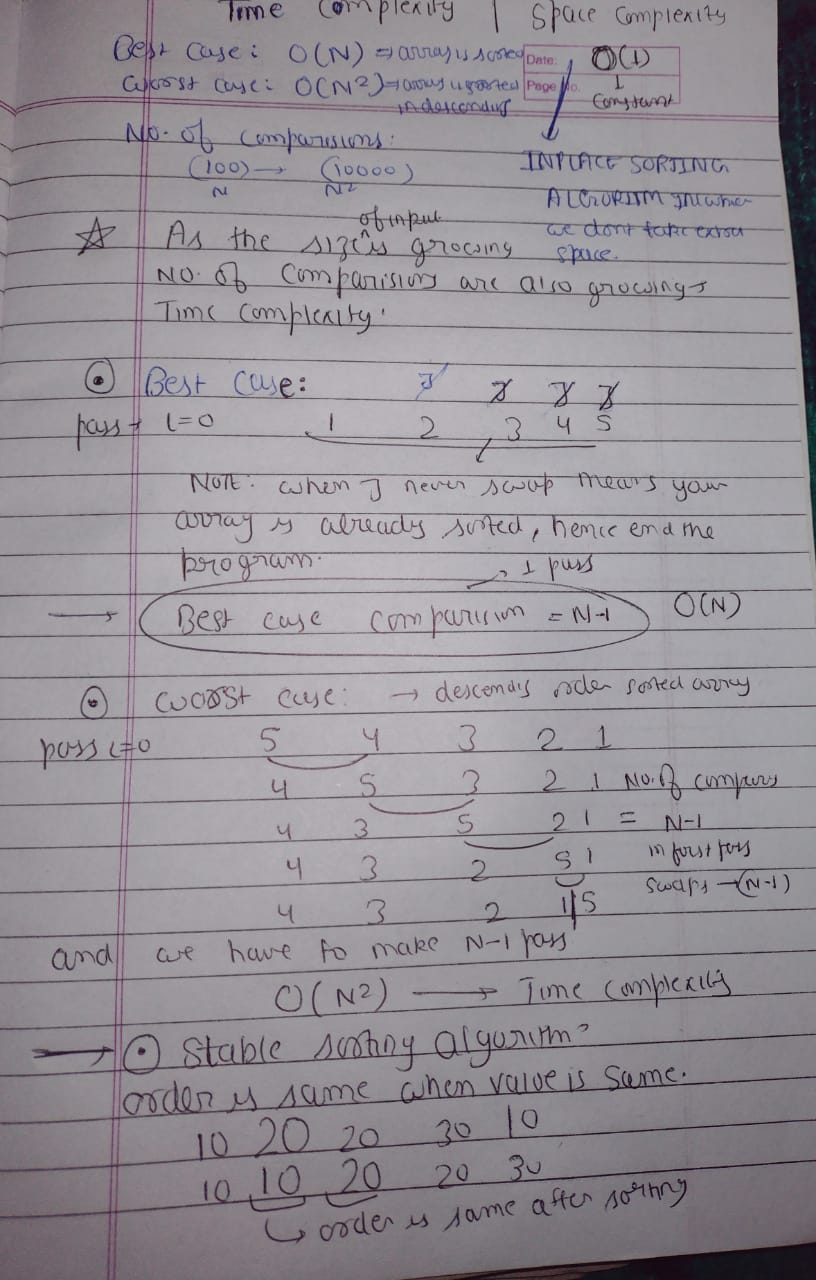 Time Complexity | Space Complexity
Best Case: O(N) → array is sorted Date: O(1)
Worst Case: O(N2) → array is sorted Page No. 1
in descending Constant
No. of Comparisions:
(100) → (10000)
N N2
INPLACE SORTING
ALGORITM In which
we dont take extra
space.
of input
☆ As the size ^ is growing
No. of Comparisions are also growing →
Time Complexity.
Best Case: 3 8 8 8
pass → i=0 1 2 3 4 5
Note: when I never swap means your
array is already sorted, hence end the
program.
→ 1 pass
→ Best case comparision = N-1 O(N)
Worst case: → descending order sorted array
pass i=0 5 4 3 2 1
4 5 3 2 1 No. of compars
4 3 5 2 1 = N-1
4 3 2 5 1 in first pass
4 3 2 1|5 swaps → (N-1)
and we have to make N-1 pass
O(N2) → Time Complexity
→ Stable sorting algoritm?
order is same when value is same.
10 20 20 30 10
10 10 20 20 30
↳ order is same after sorting